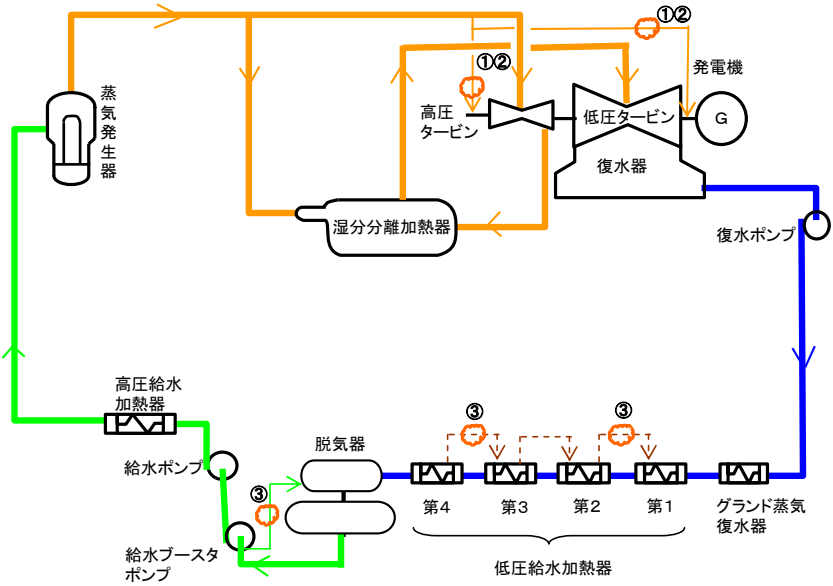 ①②
①②
発電機
蒸
気
発
生
器
高圧
タービン
低圧タービン
G
復水器
湿分分離加熱器
復水ポンプ
高圧給水
加熱器
③
③
脱気器
給水ポンプ
③
第4
第3
第2
第1
グランド蒸気
復水器
給水ブースタ
ポンプ
低圧給水加熱器